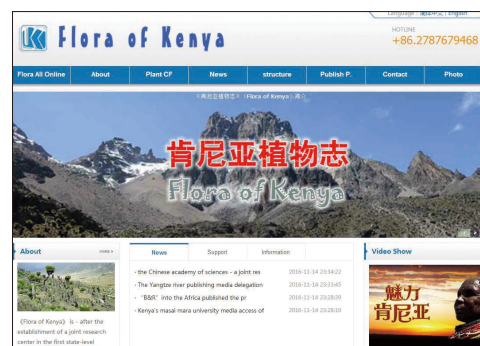 Language : 简体中文 | English
Flora of Kenya
HOTLINE
+86.2787679468
Flora All Online About Plant CF News structure Publish P. Contact Photo
《肯尼亚植物志》（Flora of Kenya）简介
肯尼亚植物志
Flora of Kenya
About
MORE
News Support Information
· the Chinese academy of sciences - a joint res 2016-11-14 23:34:22
· The Yangtze river publishing media delegation 2016-11-14 23:33:45
· “B&R” into the Africa published the pr 2016-11-14 23:28:39
· Kenya's masal mara university media access of 2016-11-14 23:28:10
《Flora of Kenya》 is - after the
establishment of a joint research
center in the first state-level
Video Show
魅力
肯尼亚